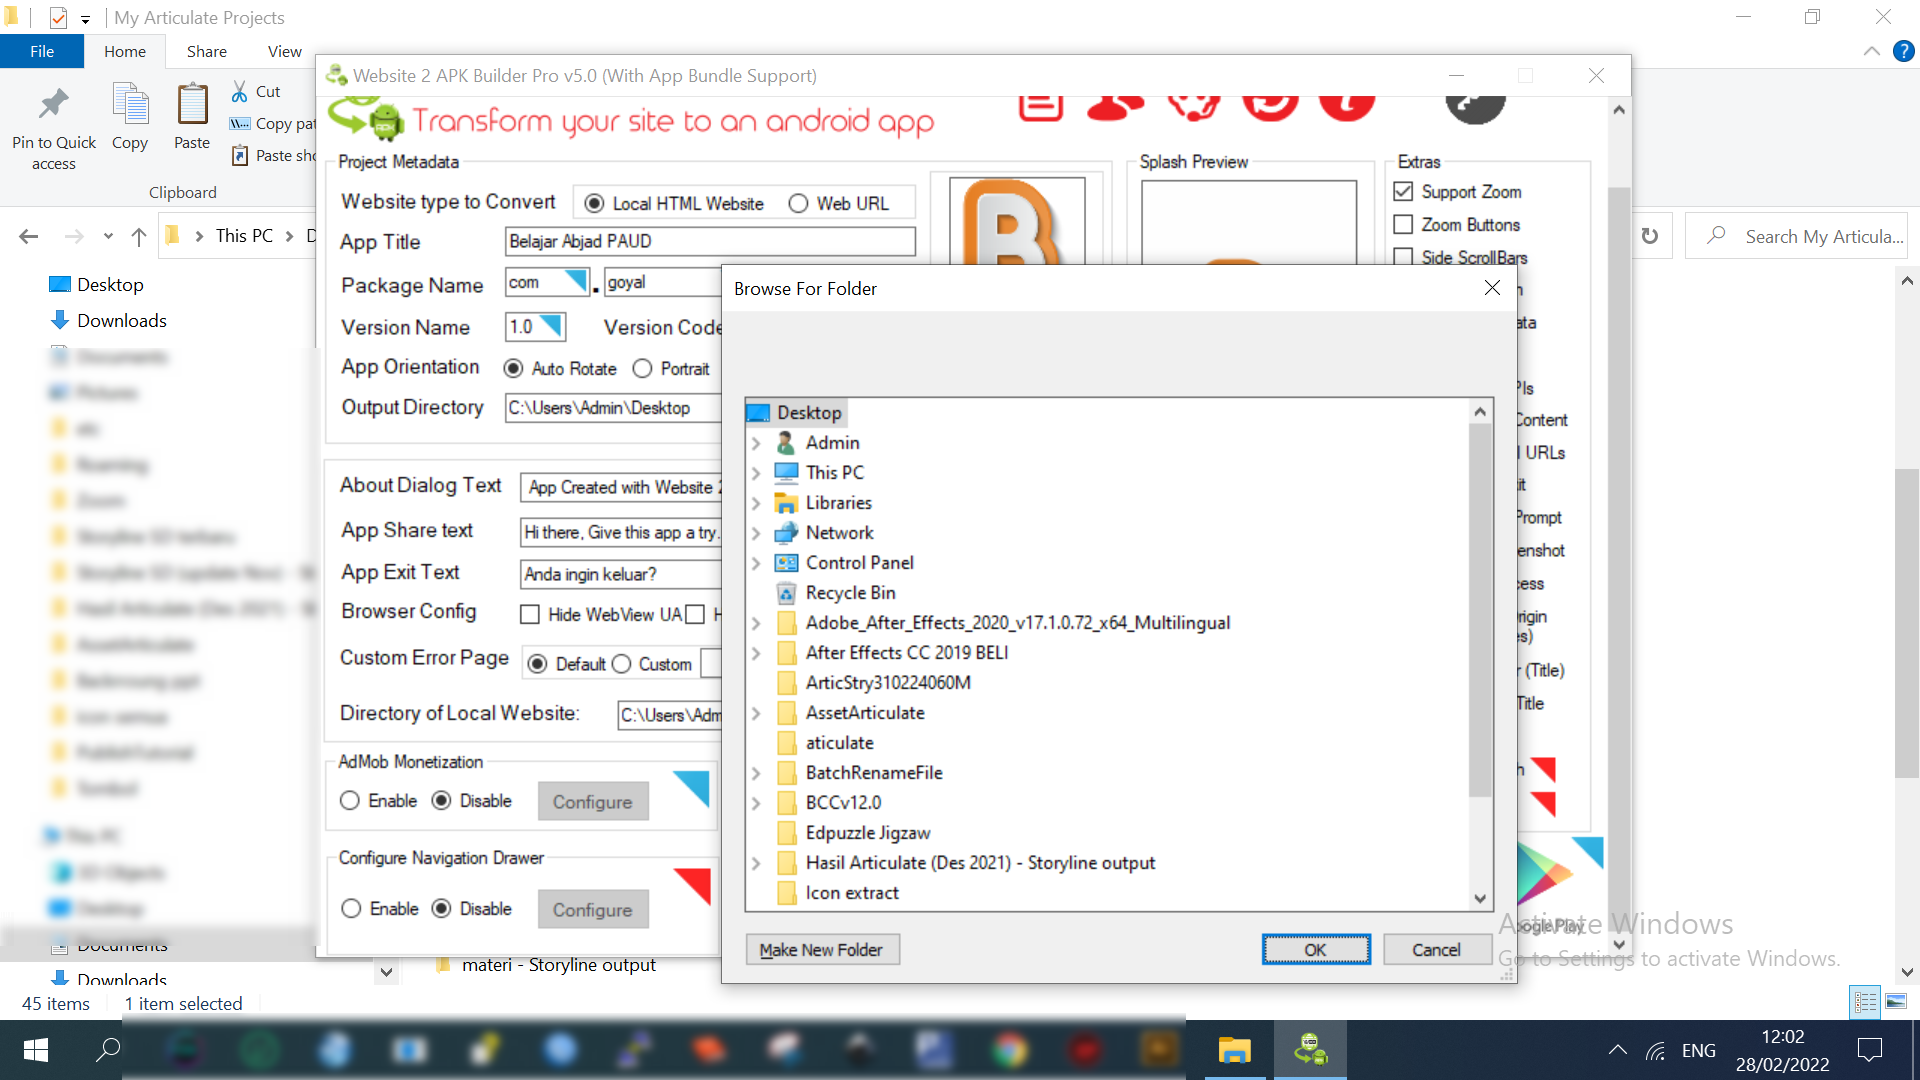 My Articulate Projects
File
Home
Share
View
Pin to Quick access
Copy
Paste
Cut
Copy pat
Paste sho
Clipboard
This PC
D
Search My Articula...
Desktop
Downloads
Documents
Downloads
45 items
1 item selected
materi - Storyline output
Website 2 APK Builder Pro v5.0 (With App Bundle Support)
Transform your site to an android app
Project Metadata
Website type to Convert
Local HTML Website
Web URL
App Title
Belajar Abjad PAUD
Package Name
com
.
goyal
Version Name
1.0
Version Code
App Orientation
Auto Rotate
Portrait
Output Directory
C:\Users\Admin\Desktop
About Dialog Text
App Created with Website 2
App Share text
Hi there, Give this app a try.
App Exit Text
Anda ingin keluar?
Browser Config
Hide WebView UA
H
Custom Error Page
Default
Custom
Directory of Local Website:
C:\Users\Adm
AdMob Monetization
Enable
Disable
Configure
Configure Navigation Drawer
Enable
Disable
Configure
Splash Preview
Extras
Support Zoom
Zoom Buttons
Side ScrollBars
ata
PIs
Content
URLs
it
Prompt
enshot
cess
rigin
s)
r (Title)
Title
h
Browse For Folder
Desktop
Admin
This PC
Libraries
Network
Control Panel
Recycle Bin
Adobe_After_Effects_2020_v17.1.0.72_x64_Multilingual
After Effects CC 2019 BELI
ArticStry310224060M
AssetArticulate
aticulate
BatchRenameFile
BCCv12.0
Edpuzzle Jigzaw
Hasil Articulate (Des 2021) - Storyline output
Icon extract
Make New Folder
OK
Cancel
Activate Windows
Go to Settings to activate Windows.
ENG
12:02
28/02/2022